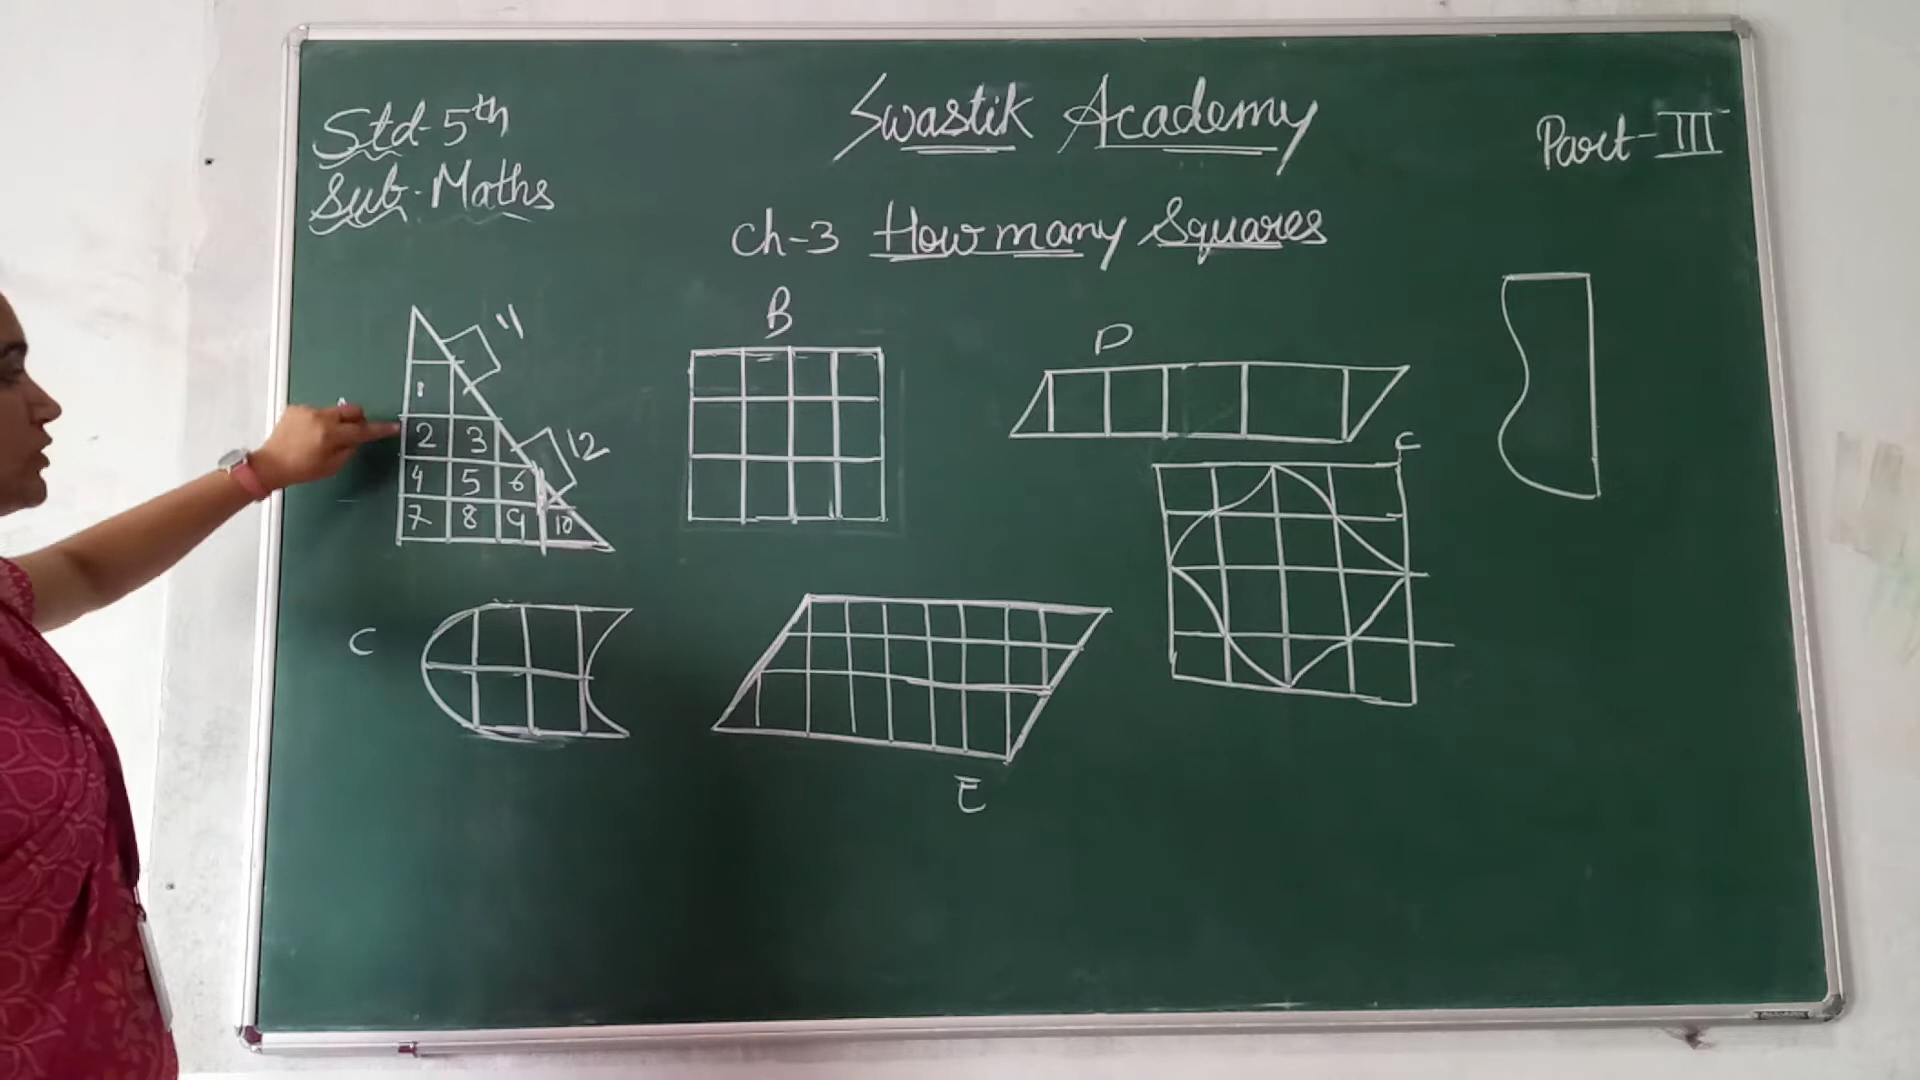 Std-5th
Sub-Maths
Swastik Academy
Part-III
Ch-3 How many Squares
11
1
2 3
12
4 5 6
7 8 9 10
B
D
C
C
E